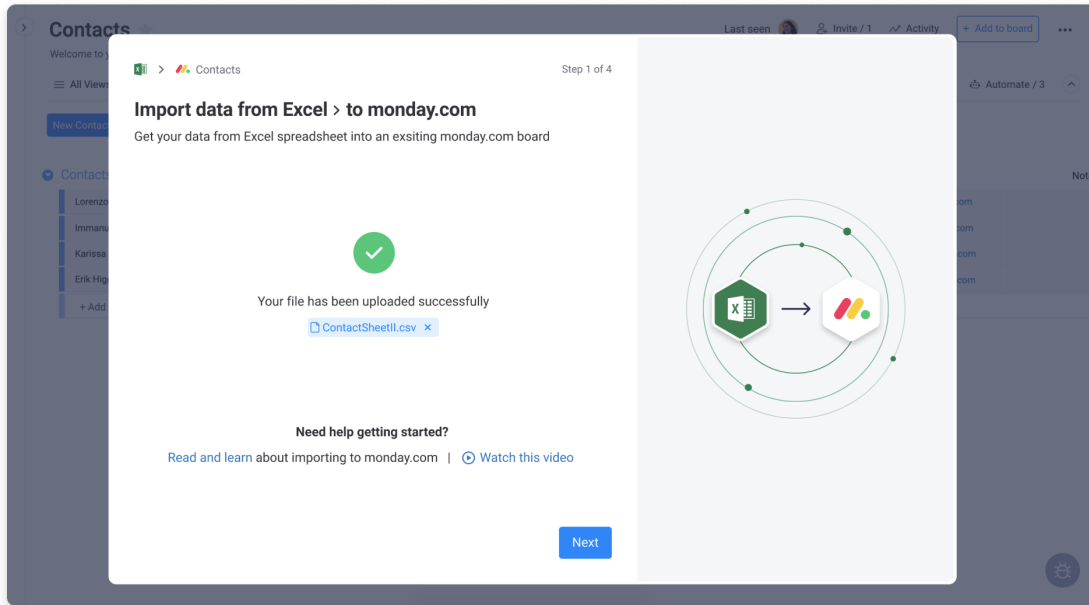 Contacts
Last seen
Invite / 1
Activity
+ Add to board
Welcome to y
All Views
Automate / 3
New Contac
Contacts
Not
Lorenzo
com
Immanu
com
Karissa
com
Erik Hig
com
+ Add
Contacts
Step 1 of 4
Import data from Excel > to monday.com
Get your data from Excel spreadsheet into an exsiting monday.com board
Your file has been uploaded successfully
ContactSheetII.csv
Need help getting started?
Read and learn about importing to monday.com | Watch this video
Next